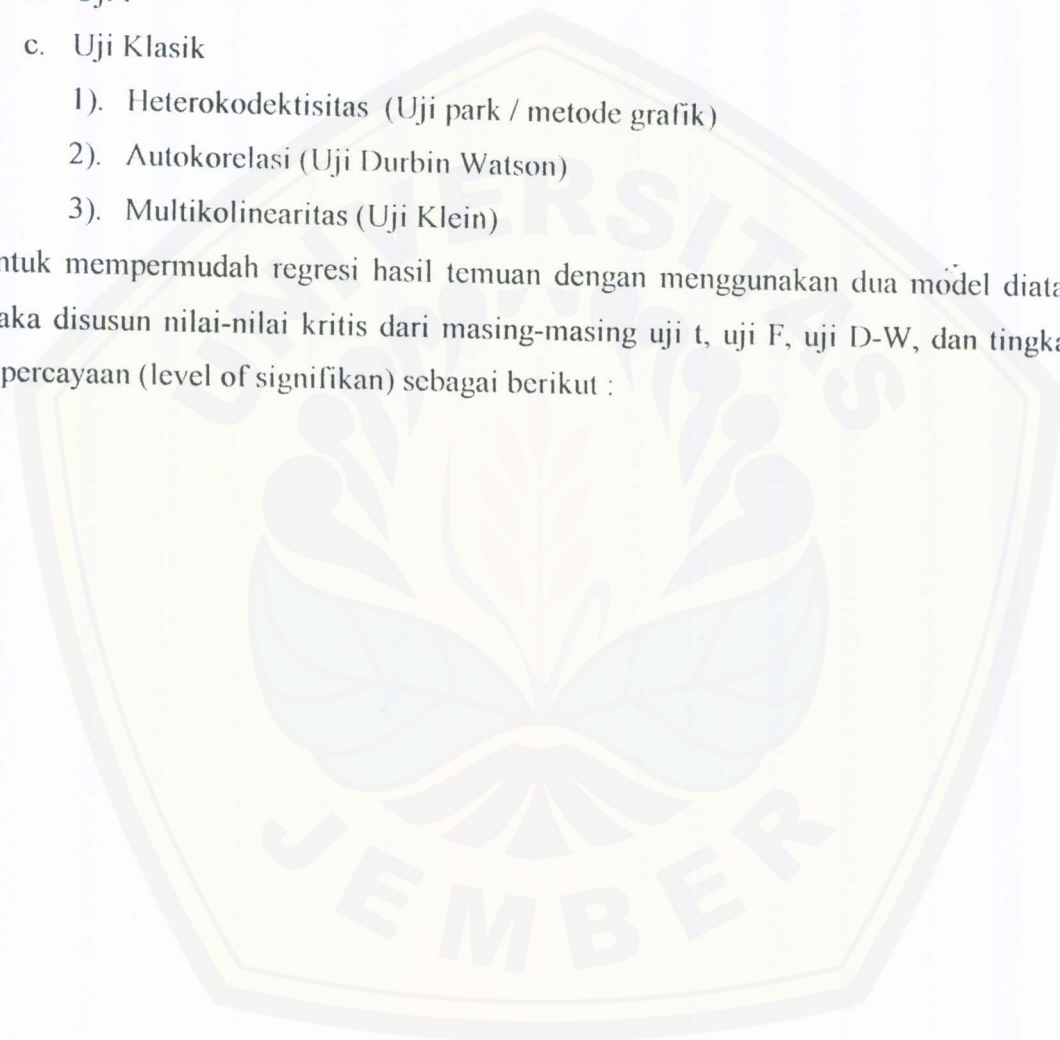 c. Uji Klasik
1). Heterokodektisitas (Uji park / metode grafik)
2). Autokorelasi (Uji Durbin Watson)
3). Multikolinearitas (Uji Klein)
ntuk mempermudah regresi hasil temuan dengan menggunakan dua model diata
aka disusun nilai-nilai kritis dari masing-masing uji t, uji F, uji D-W, dan tingka
percayaan (level of signifikan) sebagai berikut :
UNIVERSITAS
JEMBER